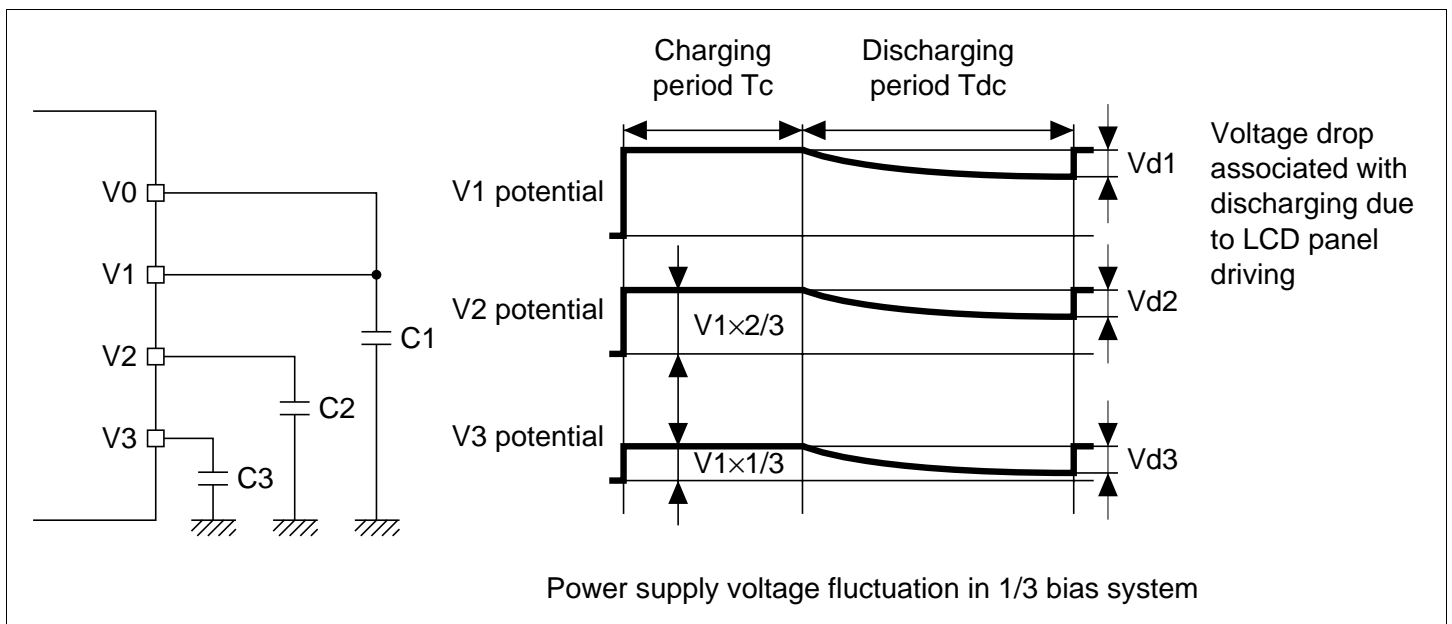 V0
V1
V2
V3
C1
C2
C3
Charging
period Tc
Discharging
period Tdc
V1 potential
V2 potential
V1×2/3
V3 potential
V1×1/3
Vd1
Vd2
Vd3
Voltage drop
associated with
discharging due
to LCD panel
driving
Power supply voltage fluctuation in 1/3 bias system